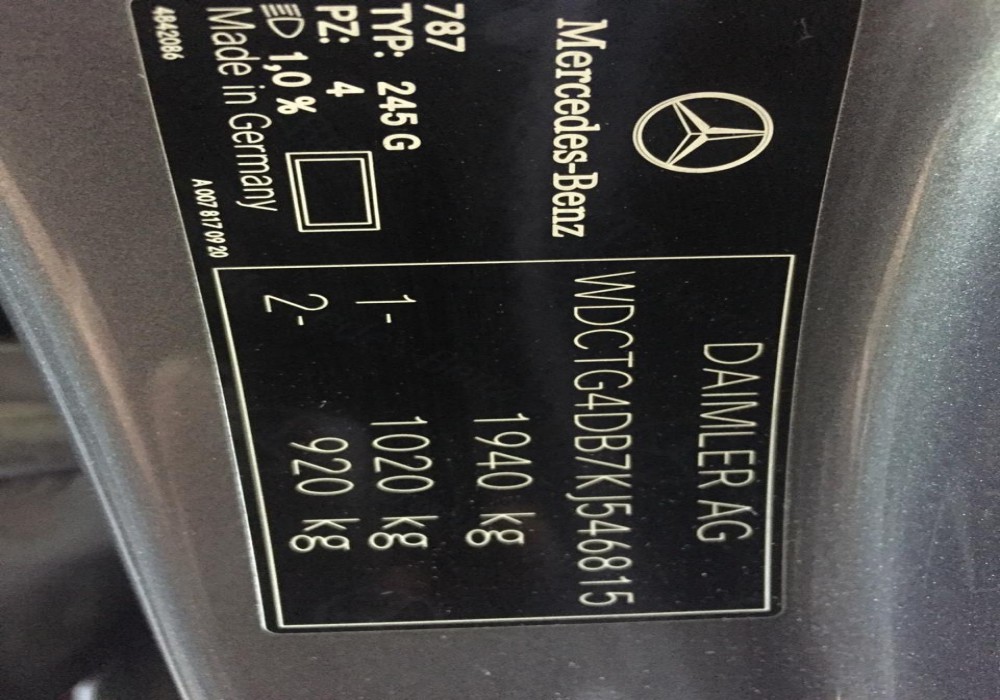 Mercedes-Benz
787
TYP: 245 G
PZ: 4
1,0 %
Made in Germany
4842086
A 007 817 09 20
DAIMLER AG
WDCTG4DB7KJ546815
1940 kg
1- 1020 kg
2- 920 kg